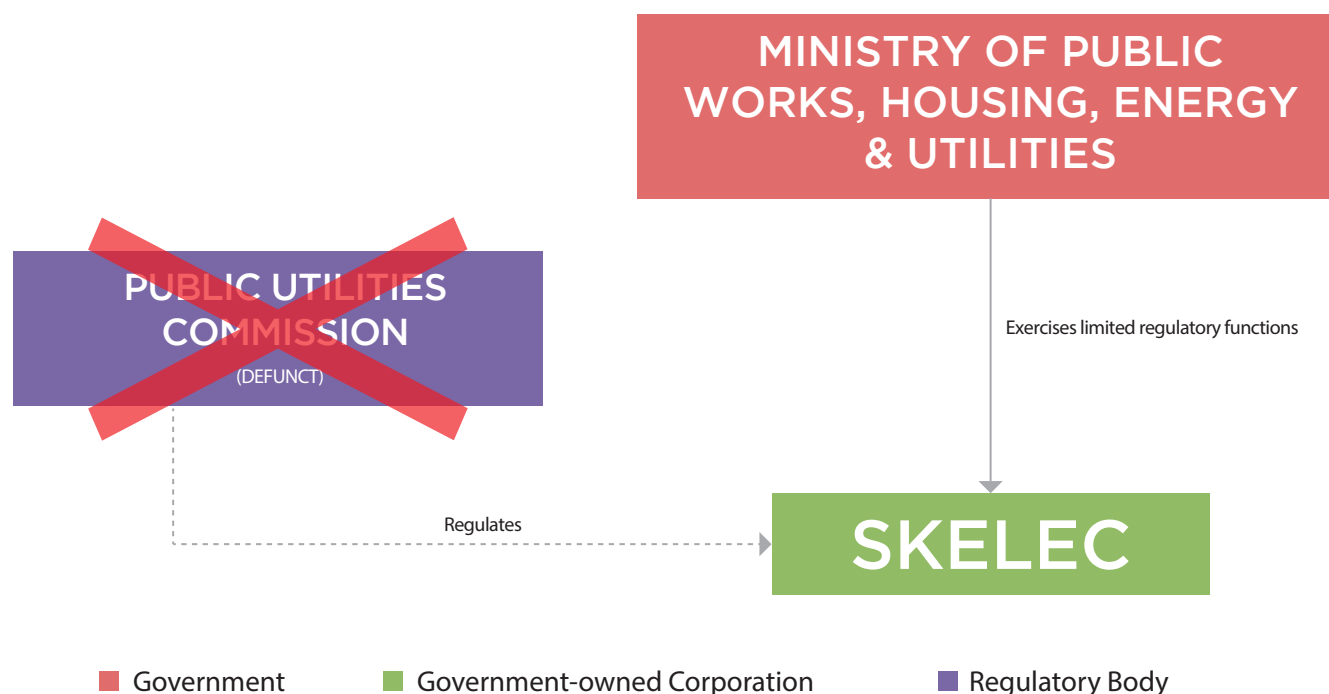 MINISTRY OF PUBLIC
WORKS, HOUSING, ENERGY
& UTILITIES
PUBLIC UTILITIES
COMMISSION
(DEFUNCT)
Exercises limited regulatory functions
Regulates
SKELEC
Government
Government-owned Corporation
Regulatory Body